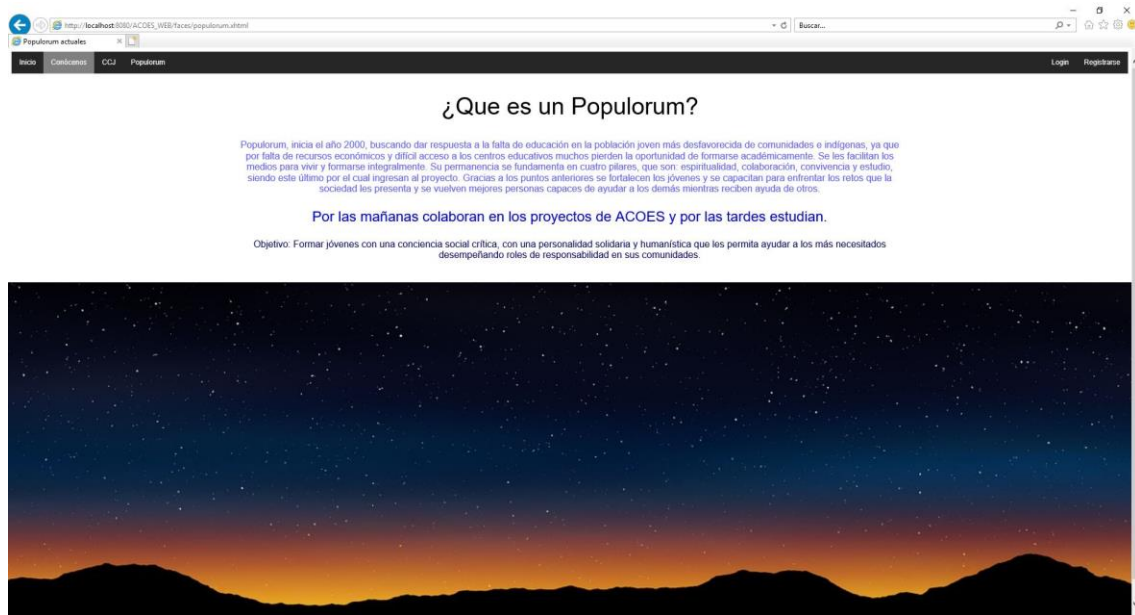 http://localhost:8080/ACOES_WEB/faces/populorum.xhtml
Buscar...
Populorum actuales
Inicio Conócenos CCJ Populorum Login Registrarse
¿Que es un Populorum?
Populorum, inicia el año 2000, buscando dar respuesta a la falta de educación en la población joven más desfavorecida de comunidades e indígenas, ya que
por falta de recursos económicos y difícil acceso a los centros educativos muchos pierden la oportunidad de formarse académicamente. Se les facilitan los
medios para vivir y formarse integralmente. Su permanencia se fundamenta en cuatro pilares, que son: espiritualidad, colaboración, convivencia y estudio,
siendo este último por el cual ingresan al proyecto. Gracias a los puntos anteriores se fortalecen los jóvenes y se capacitan para enfrentar los retos que la
sociedad les presenta y se vuelven mejores personas capaces de ayudar a los demás mientras reciben ayuda de otros.
Por las mañanas colaboran en los proyectos de ACOES y por las tardes estudian.
Objetivo: Formar jóvenes con una conciencia social crítica, con una personalidad solidaria y humanística que les permita ayudar a los más necesitados
desempeñando roles de responsabilidad en sus comunidades.